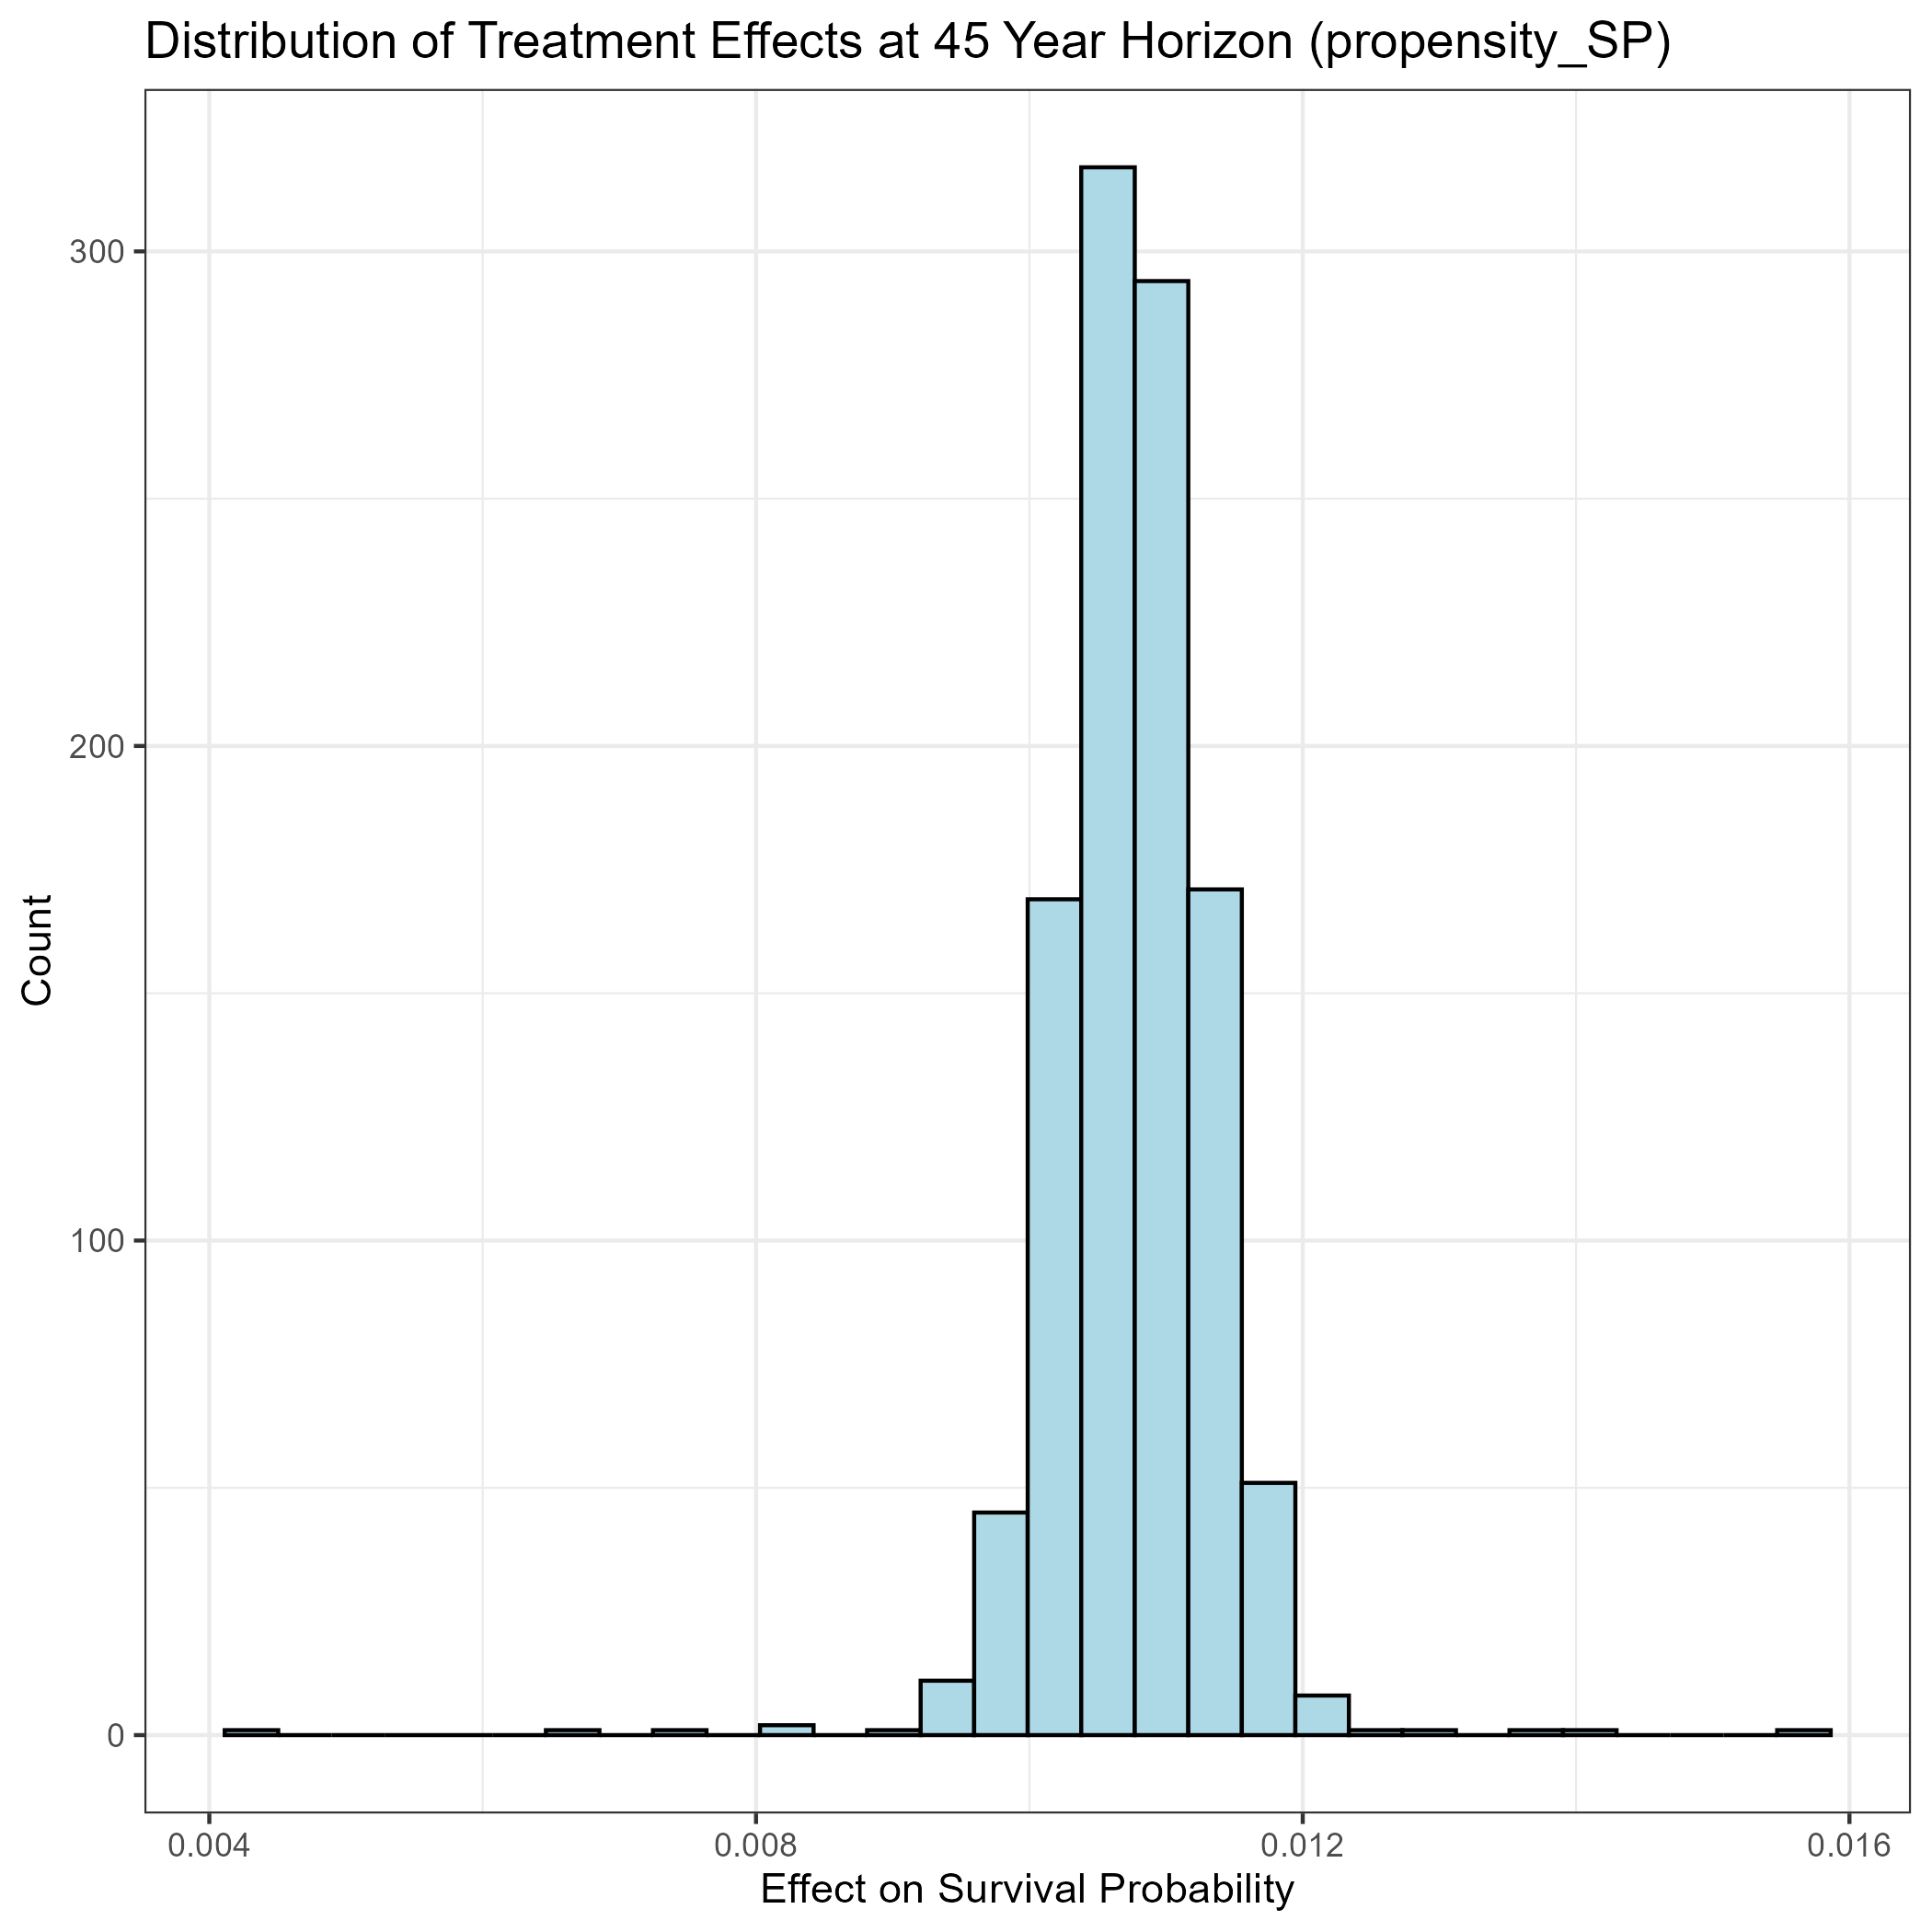 Distribution of Treatment Effects at 45 Year Horizon (propensity_SP)
300
200
100
0
Count
0.004 0.008 0.012 0.016
Effect on Survival Probability